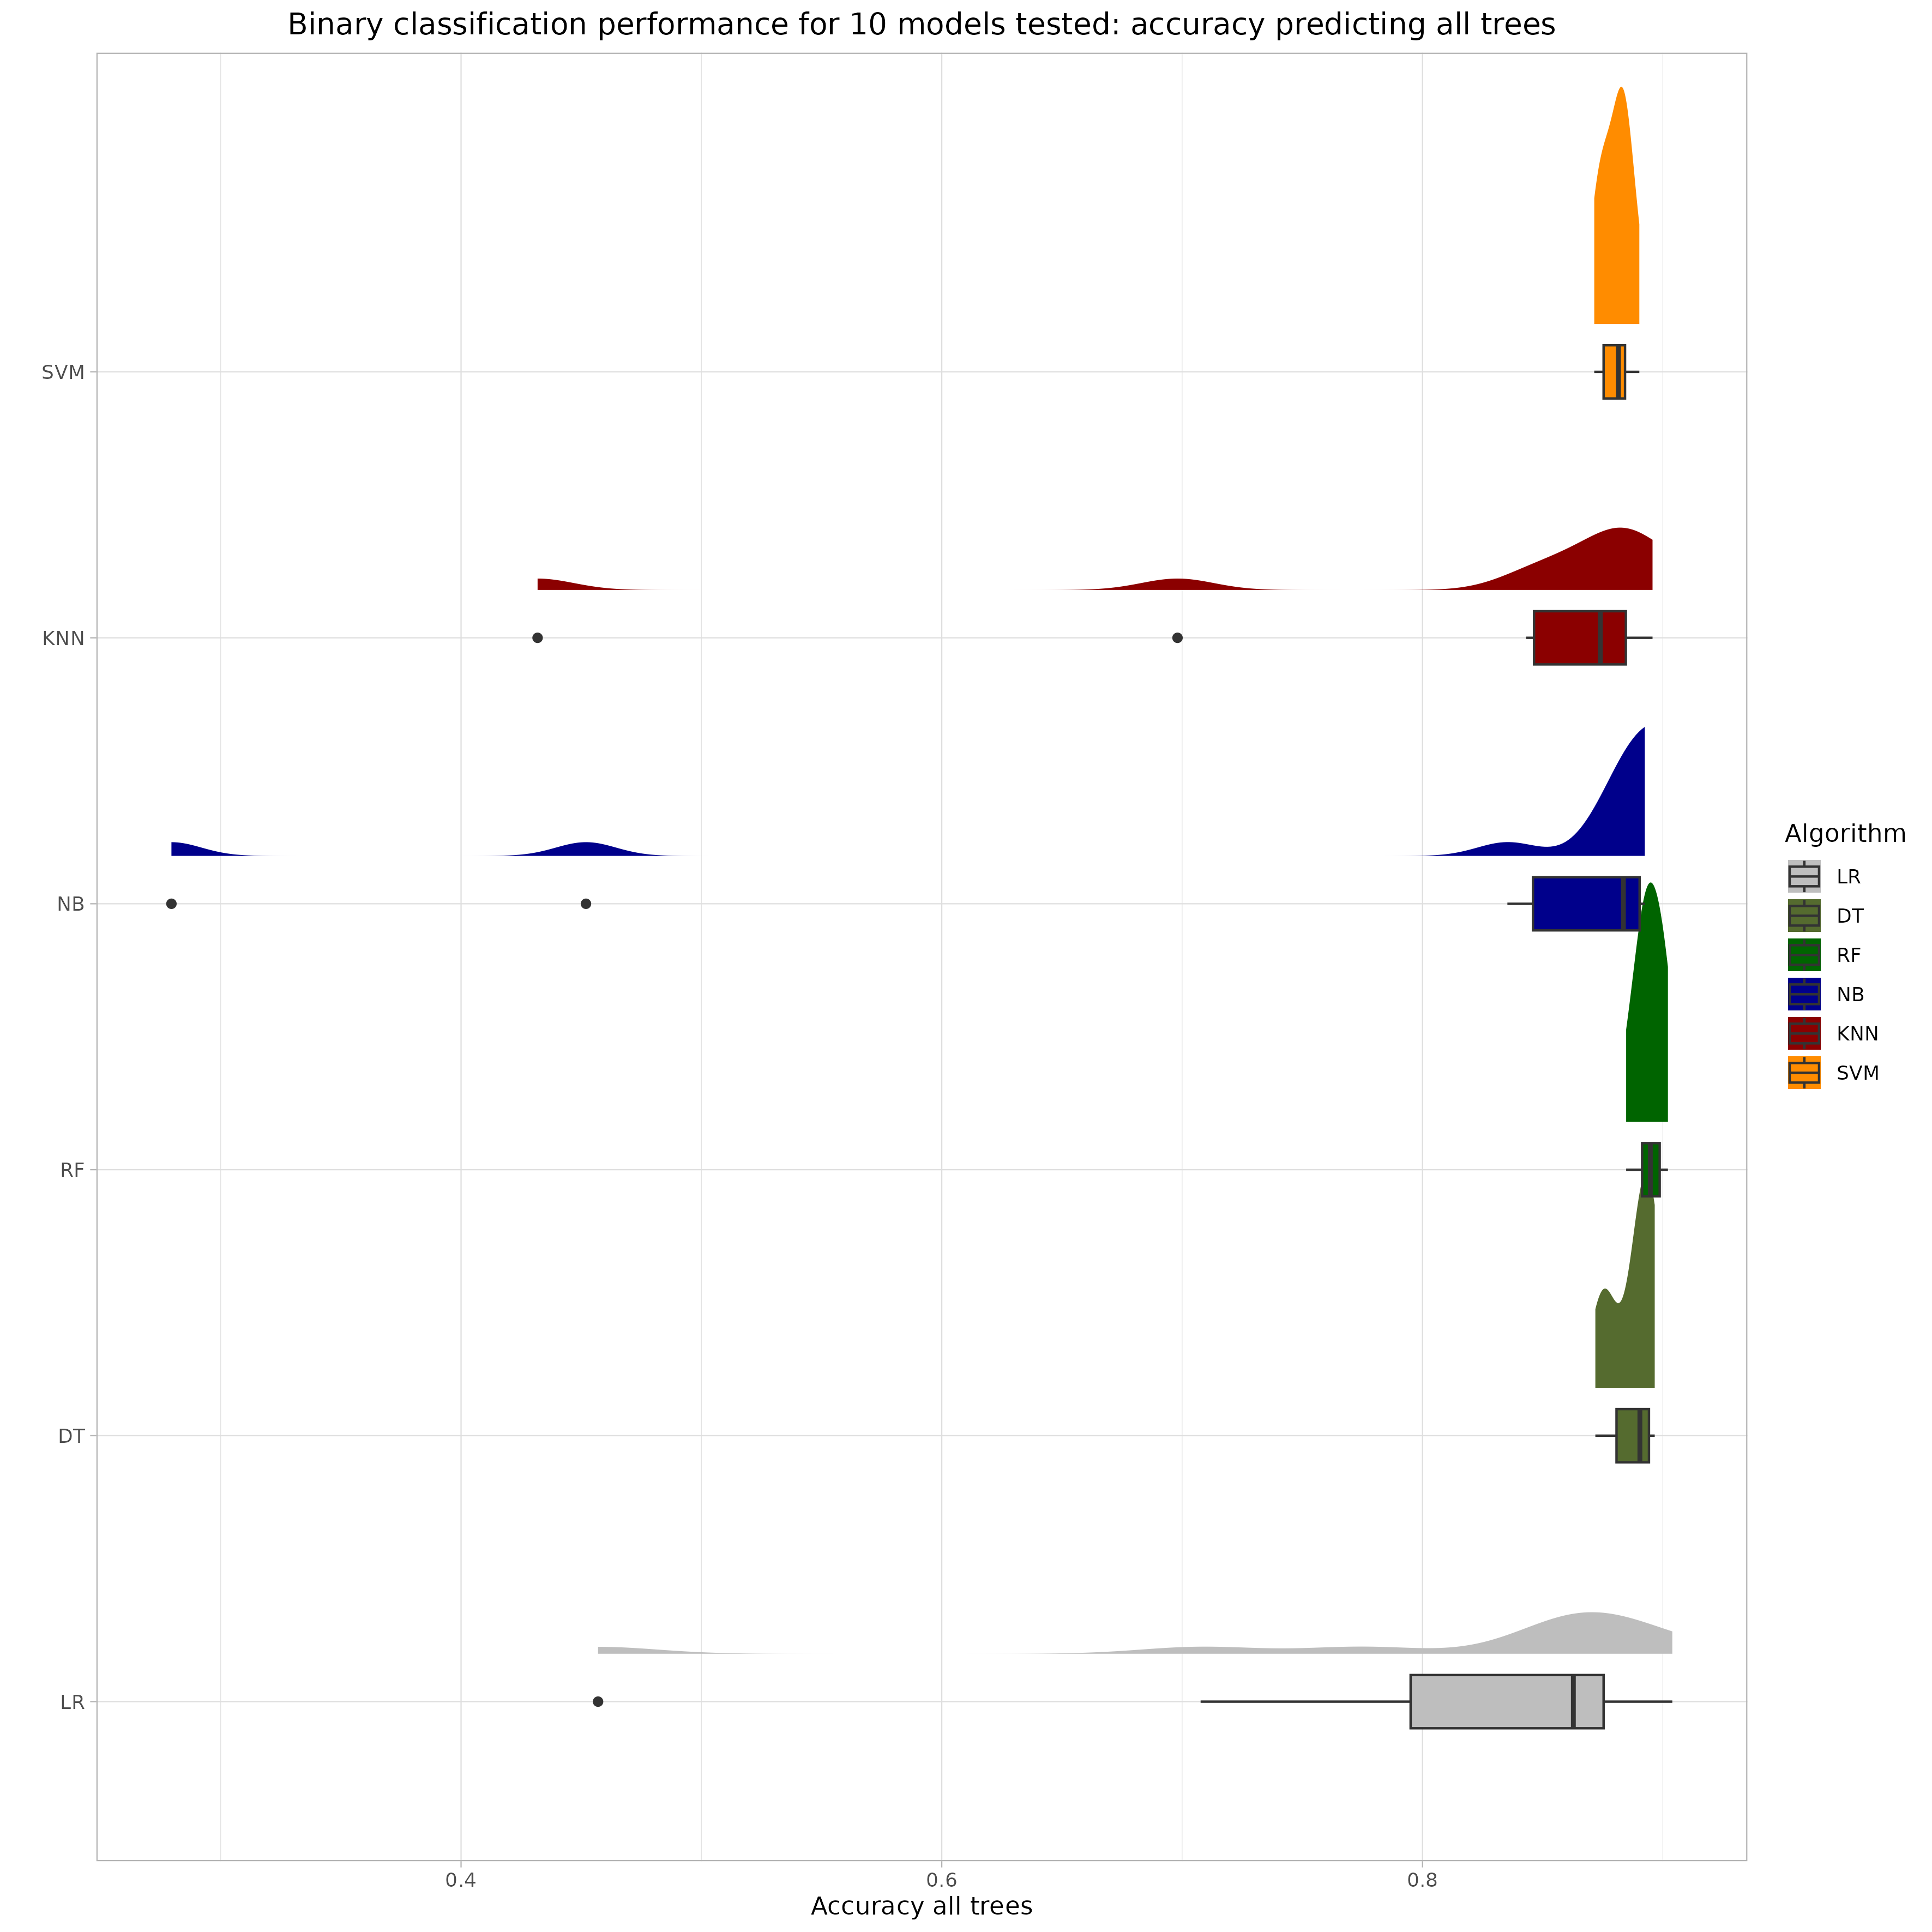 Binary classification performance for 10 models tested: accuracy predicting all trees
SVM
KNN
NB
RF
DT
LR
0.4
0.6
0.8
Accuracy all trees
Algorithm
LR
DT
RF
NB
KNN
SVM